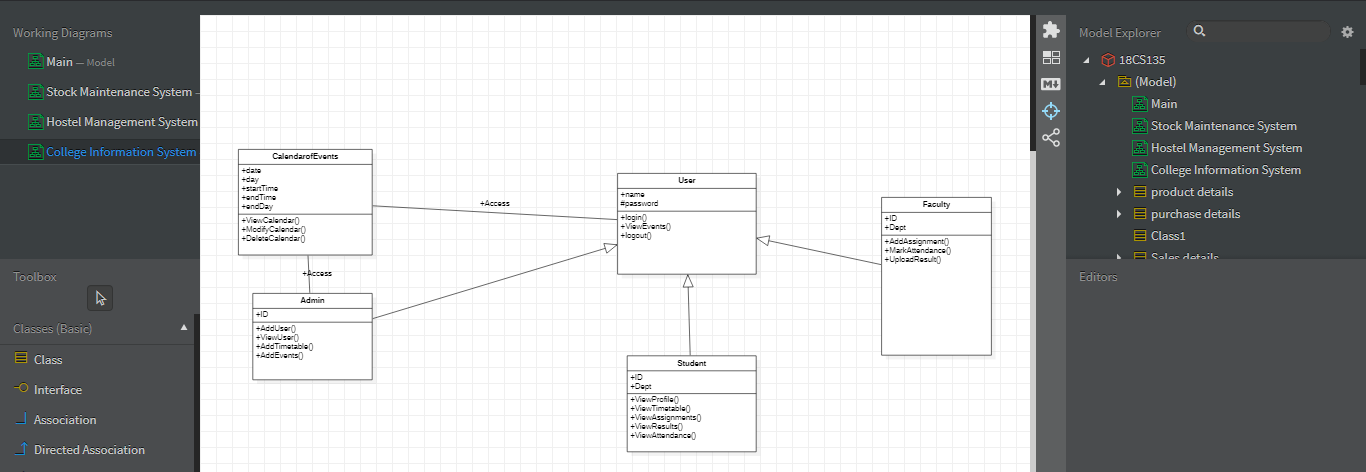 Working Diagrams
Main — Model
Stock Maintenance System –
Hostel Management System
College Information System
Toolbox
Classes (Basic)
Class
Interface
Association
Directed Association
CalendarofEvents
+date
+day
+startTime
+endTime
+endDay
+ViewCalendar()
+ModifyCalendar()
+DeleteCalendar()
+Access
+Access
Admin
+ID
+AddUser()
+ViewUser()
+AddTimetable()
+AddEvents()
User
+name
#password
+login()
+ViewEvents()
+logout()
Student
+ID
+Dept
+ViewProfile()
+ViewTimetable()
+ViewAssignments()
+ViewResults()
+ViewAttendance()
Faculty
+ID
+Dept
+AddAssignment()
+MarkAttendance()
+UploadResult()
M
Model Explorer
18CS135
(Model)
Main
Stock Maintenance System
Hostel Management System
College Information System
product details
purchase details
Class1
Sales details
Editors